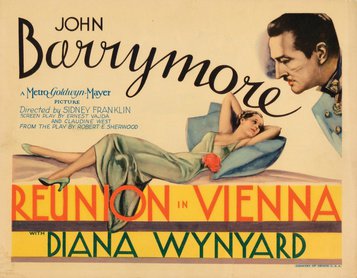 JOHN
Barrymore
A Metro-Goldwyn-Mayer
PICTURE
Directed by SIDNEY FRANKLIN
SCREEN PLAY BY ERNEST VAJDA
AND CLAUDINE WEST
FROM THE PLAY BY ROBERT E. SHERWOOD
REUNION IN VIENNA
WITH DIANA WYNYARD